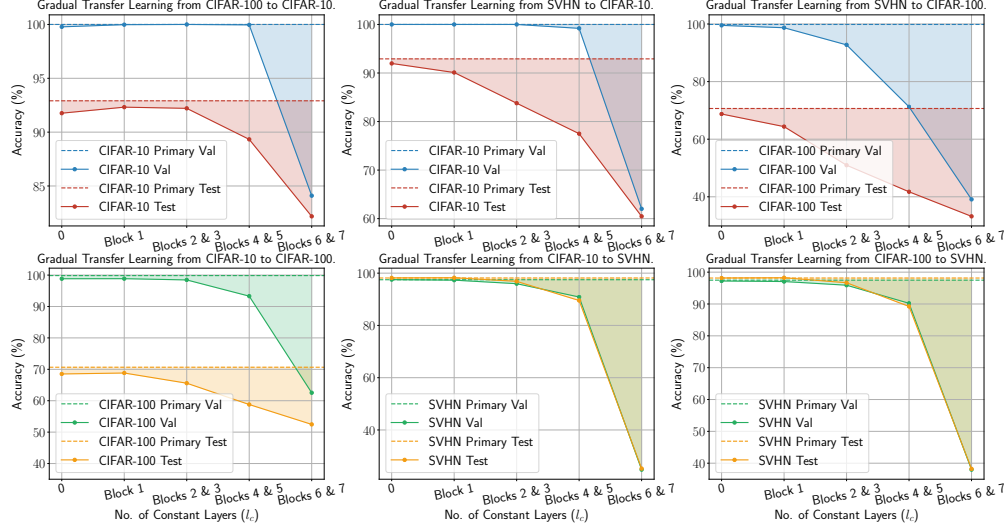 Gradual Transfer Learning from CIFAR-100 to CIFAR-10.
100
95
90
85
Accuracy (%)
CIFAR-10 Primary Val
CIFAR-10 Val
CIFAR-10 Primary Test
CIFAR-10 Test
0
Block 1
Blocks 2 & 3
Blocks 4 & 5
Blocks 6 & 7
Gradual Transfer Learning from SVHN to CIFAR-10.
100
90
80
70
60
Accuracy (%)
CIFAR-10 Primary Val
CIFAR-10 Val
CIFAR-10 Primary Test
CIFAR-10 Test
0
Block 1
Blocks 2 & 3
Blocks 4 & 5
Blocks 6 & 7
Gradual Transfer Learning from SVHN to CIFAR-100.
100
80
60
40
Accuracy (%)
CIFAR-100 Primary Val
CIFAR-100 Val
CIFAR-100 Primary Test
CIFAR-100 Test
0
Block 1
Blocks 2 & 3
Blocks 4 & 5
Blocks 6 & 7
Gradual Transfer Learning from CIFAR-10 to CIFAR-100.
100
90
80
70
60
50
40
Accuracy (%)
CIFAR-100 Primary Val
CIFAR-100 Val
CIFAR-100 Primary Test
CIFAR-100 Test
0
Block 1
Blocks 2 & 3
Blocks 4 & 5
Blocks 6 & 7
No. of Constant Layers (l_c)
Gradual Transfer Learning from CIFAR-10 to SVHN.
100
80
60
40
Accuracy (%)
SVHN Primary Val
SVHN Val
SVHN Primary Test
SVHN Test
0
Block 1
Blocks 2 & 3
Blocks 4 & 5
Blocks 6 & 7
No. of Constant Layers (l_c)
Gradual Transfer Learning from CIFAR-100 to SVHN.
100
90
80
70
60
50
40
Accuracy (%)
SVHN Primary Val
SVHN Val
SVHN Primary Test
SVHN Test
0
Block 1
Blocks 2 & 3
Blocks 4 & 5
Blocks 6 & 7
No. of Constant Layers (l_c)